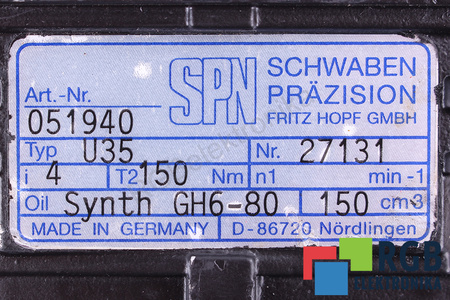 SPN SCHWABEN
PRÄZISION
FRITZ HOPF GMBH
Art.-Nr.
051940
Typ U35 Nr. 27131
i 4 T2 150 Nm n1 min -1
Oil Synth GH6-80 150 cm3
MADE IN GERMANY D-86720 Nördlingen
RGB
ELEKTRONIKA